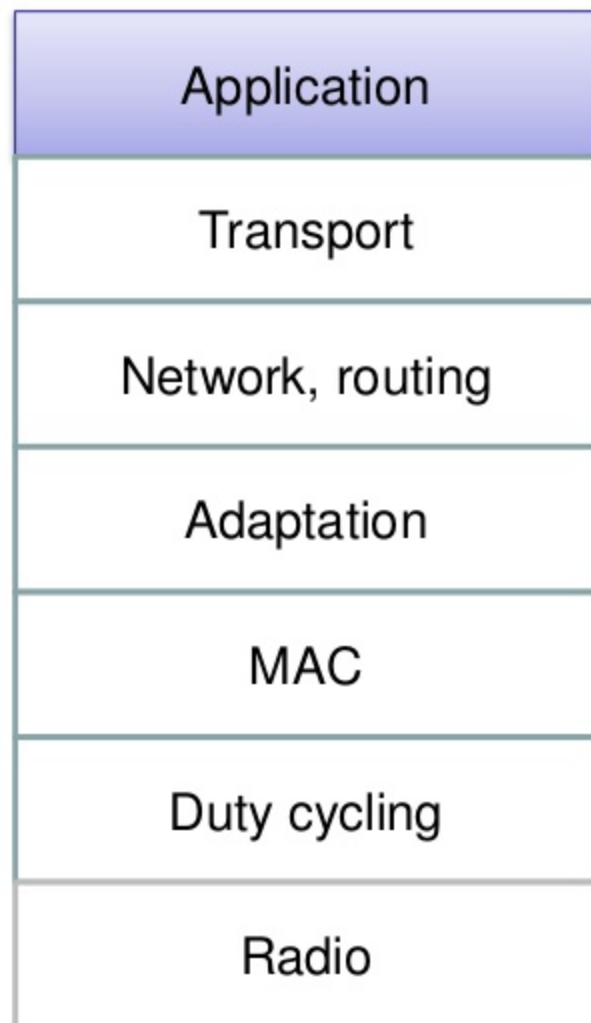 Application
Transport
Network, routing
Adaptation
MAC
Duty cycling
Radio